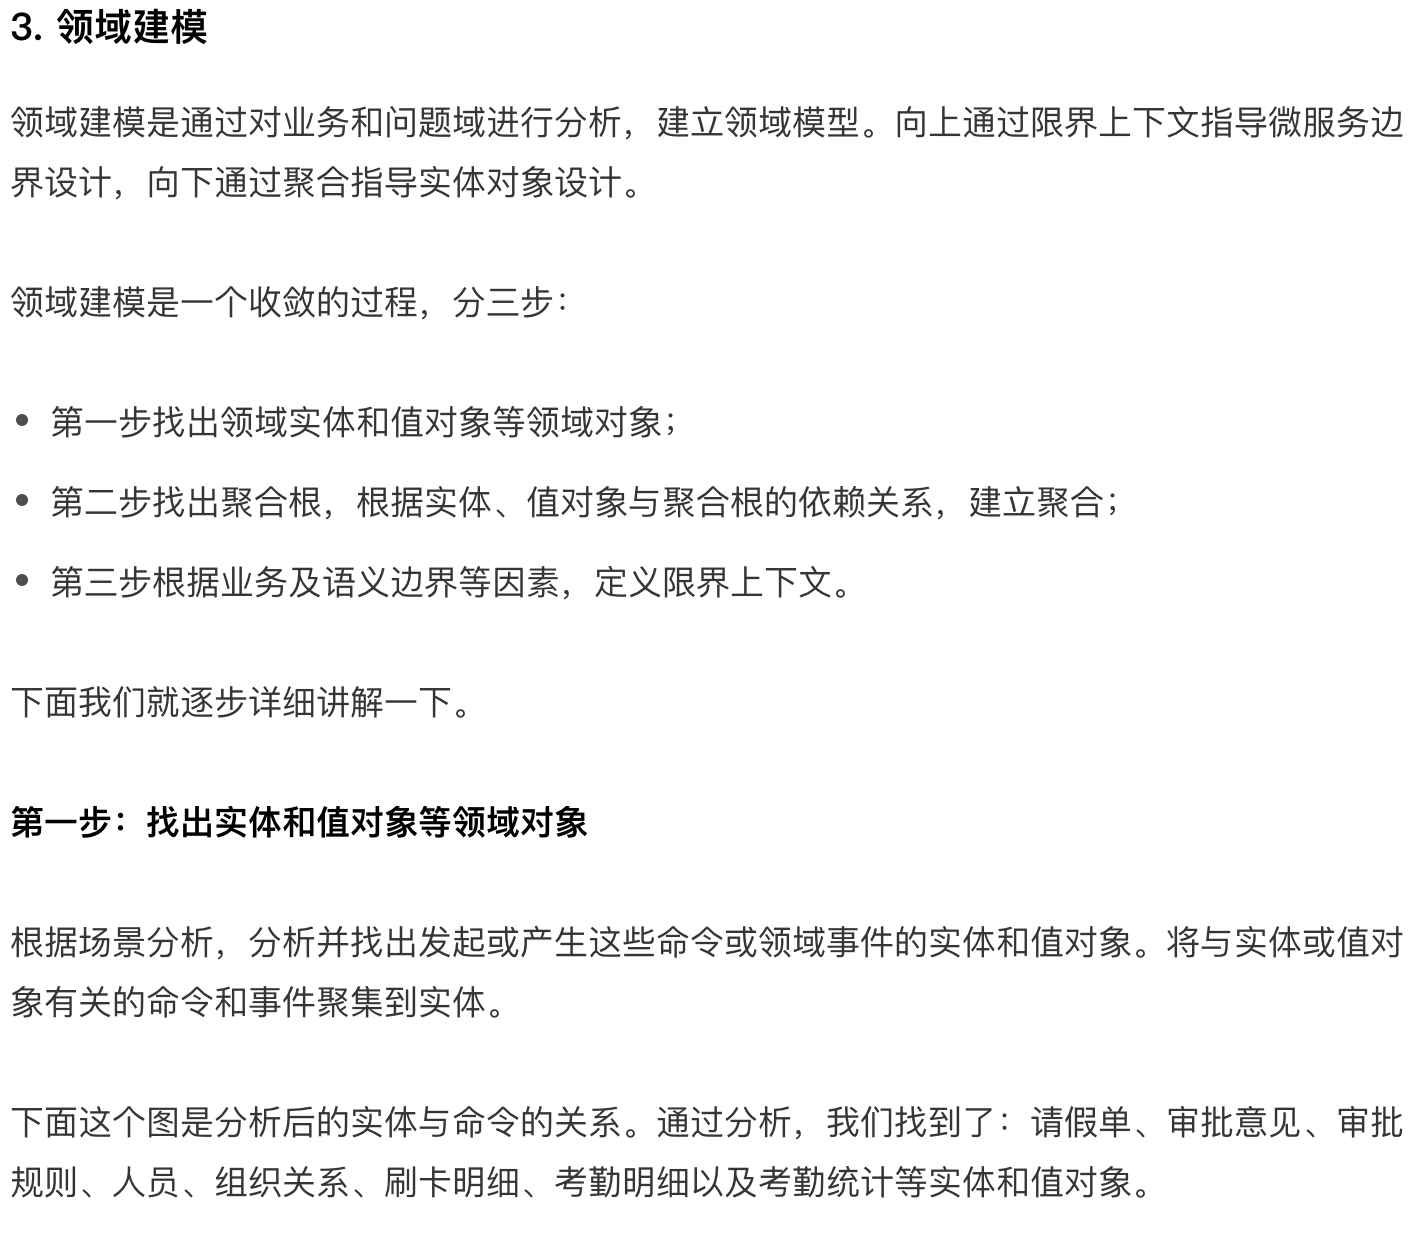 3. 领域建模
领域建模是通过对业务和问题域进行分析，建立领域模型。向上通过限界上下文指导微服务边
界设计，向下通过聚合指导实体对象设计。
领域建模是一个收敛的过程，分三步：
• 第一步找出领域实体和值对象等领域对象；
• 第二步找出聚合根，根据实体、值对象与聚合根的依赖关系，建立聚合；
• 第三步根据业务及语义边界等因素，定义限界上下文。
下面我们就逐步详细讲解一下。
第一步：找出实体和值对象等领域对象
根据场景分析，分析并找出发起或产生这些命令或领域事件的实体和值对象。将与实体或值对
象有关的命令和事件聚集到实体。
下面这个图是分析后的实体与命令的关系。通过分析，我们找到了：请假单、审批意见、审批
规则、人员、组织关系、刷卡明细、考勤明细以及考勤统计等实体和值对象。